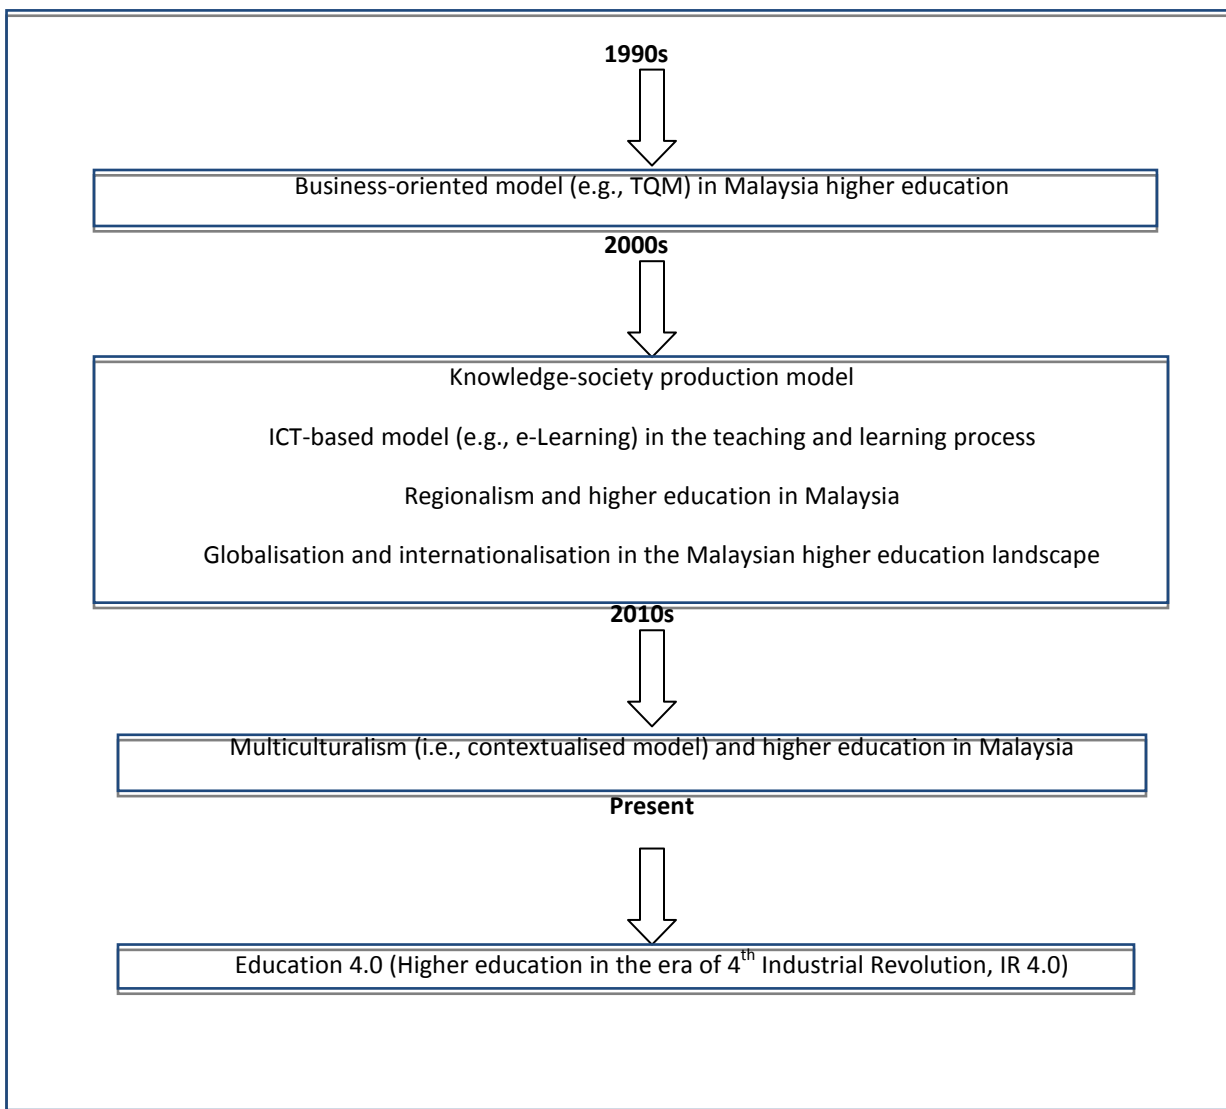 1990s
Business-oriented model (e.g., TQM) in Malaysia higher education
2000s
Knowledge-society production model
ICT-based model (e.g., e-Learning) in the teaching and learning process
Regionalism and higher education in Malaysia
Globalisation and internationalisation in the Malaysian higher education landscape
2010s
Multiculturalism (i.e., contextualised model) and higher education in Malaysia
Present
Education 4.0 (Higher education in the era of 4th Industrial Revolution, IR 4.0)